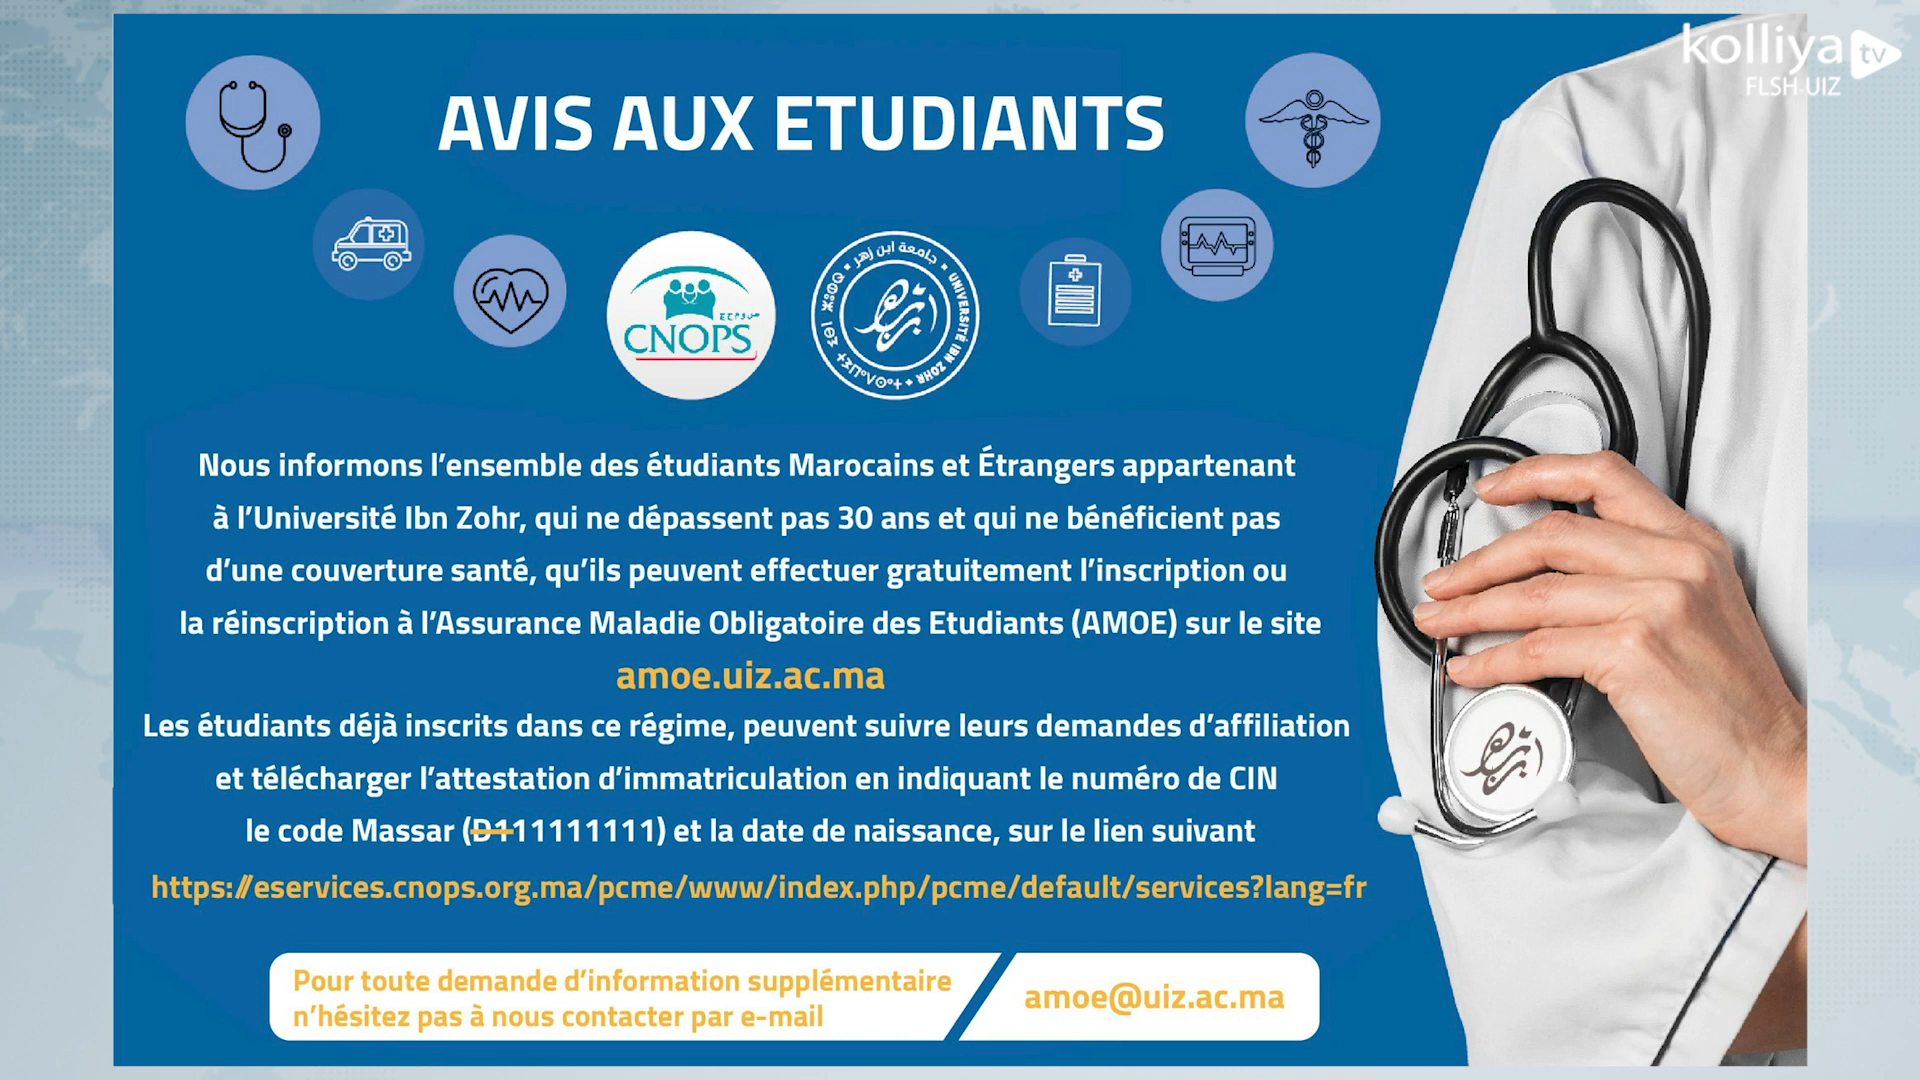 kolliya tv
FLSH-UIZ
AVIS AUX ETUDIANTS
CNOPS
جامعة ابن زهر
UNIVERSITÉ IBN ZOHR
Nous informons l'ensemble des étudiants Marocains et Étrangers appartenant
à l'Université Ibn Zohr, qui ne dépassent pas 30 ans et qui ne bénéficient pas
d'une couverture santé, qu'ils peuvent effectuer gratuitement l'inscription ou
la réinscription à l'Assurance Maladie Obligatoire des Etudiants (AMOE) sur le site
amoe.uiz.ac.ma
Les étudiants déjà inscrits dans ce régime, peuvent suivre leurs demandes d'affiliation
et télécharger l'attestation d'immatriculation en indiquant le numéro de CIN
le code Massar (D111111111) et la date de naissance, sur le lien suivant
https://eservices.cnops.org.ma/pcme/www/index.php/pcme/default/services?lang=fr
Pour toute demande d'information supplémentaire
n'hésitez pas à nous contacter par e-mail
amoe@uiz.ac.ma